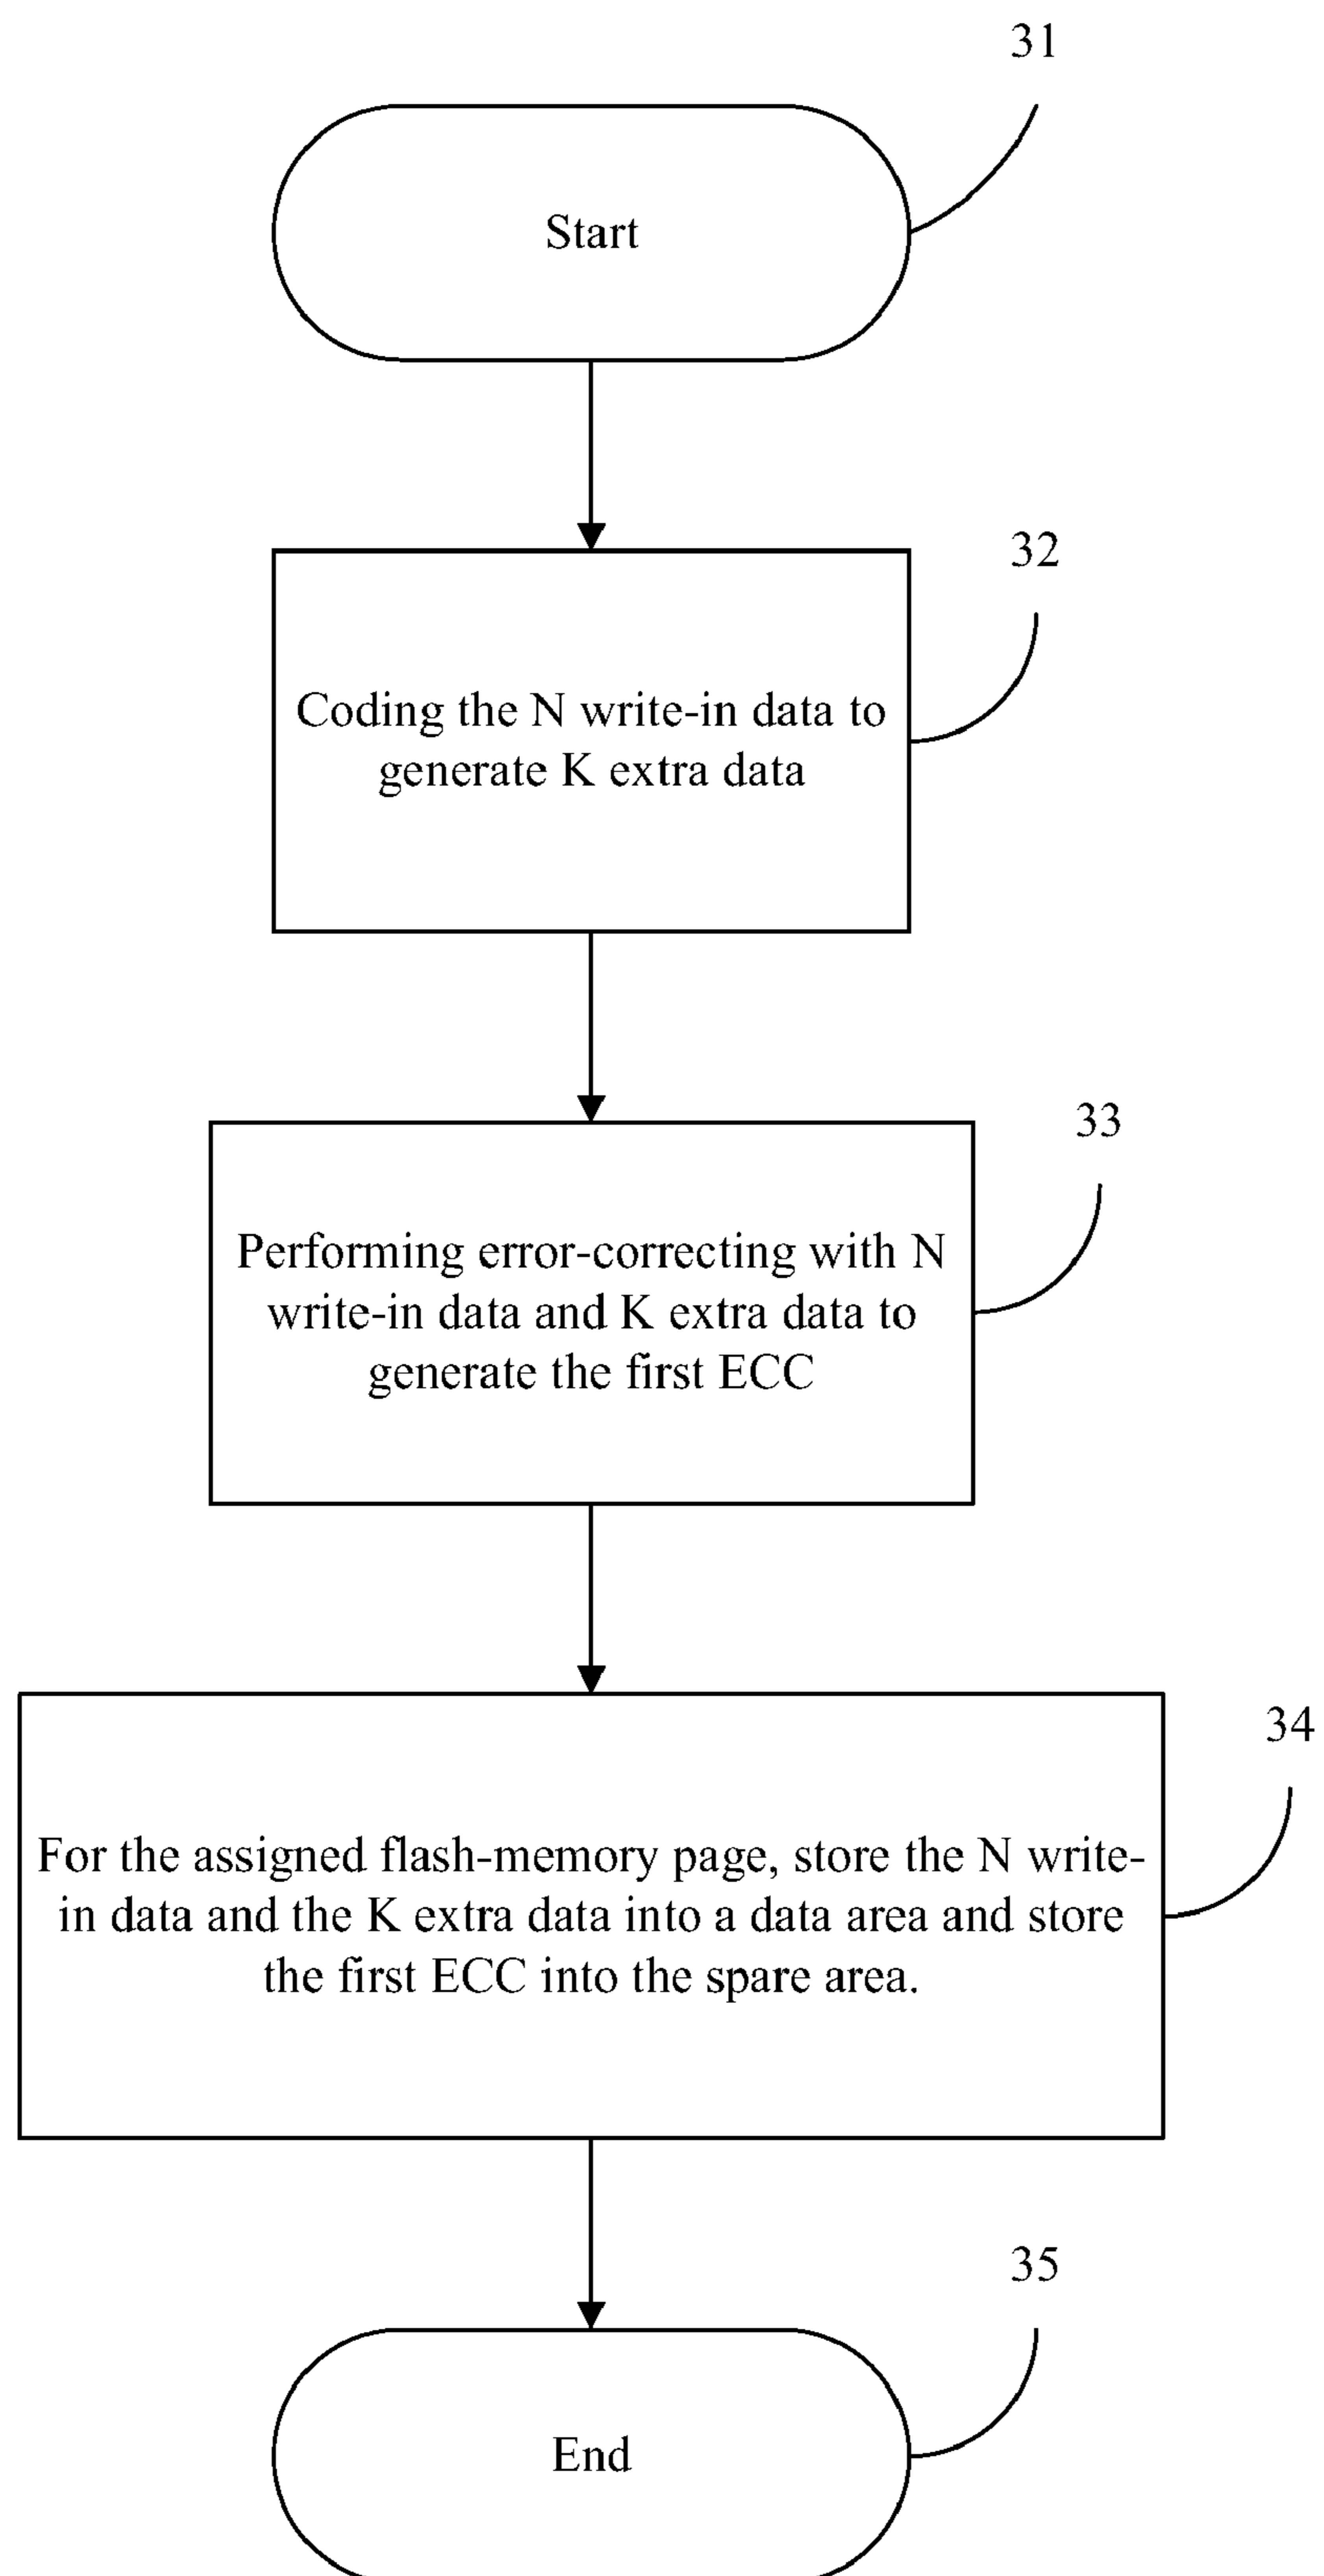 31
Start
32
Coding the N write-in data to
generate K extra data
33
Performing error-correcting with N
write-in data and K extra data to
generate the first ECC
34
For the assigned flash-memory page, store the N write-
in data and the K extra data into a data area and store
the first ECC into the spare area.
35
End